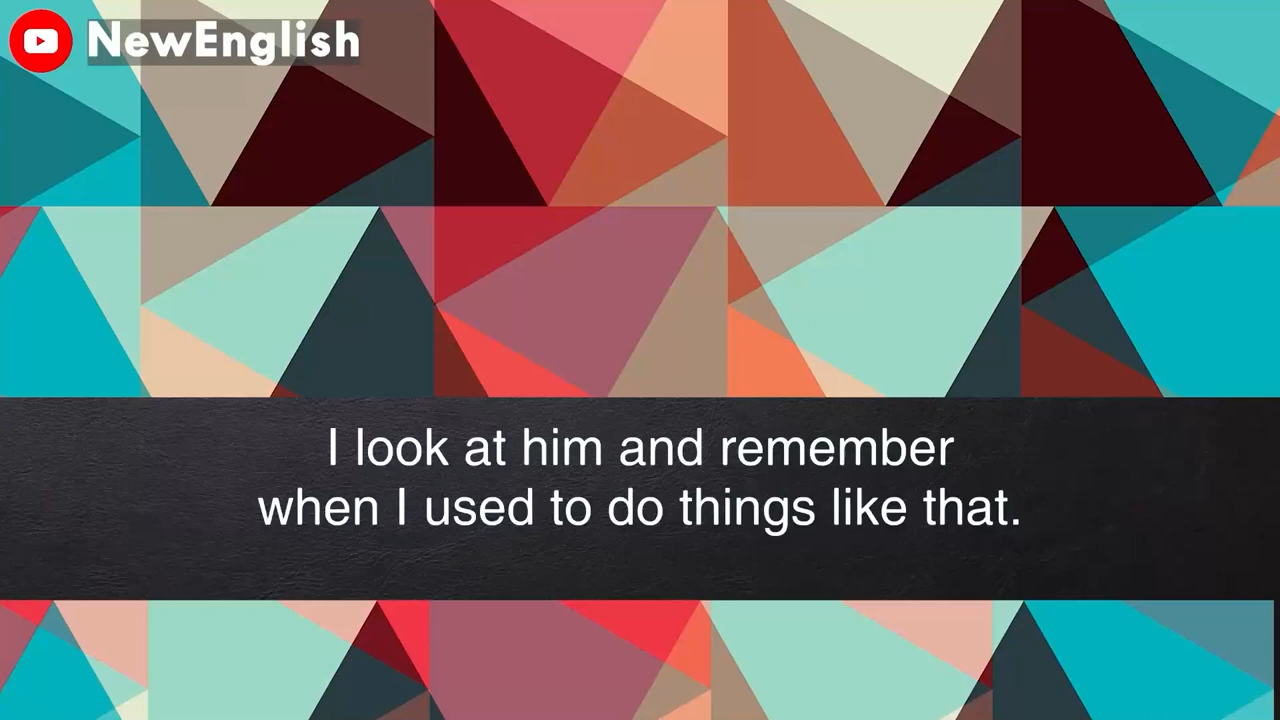 NewEnglish
I look at him and remember
when I used to do things like that.